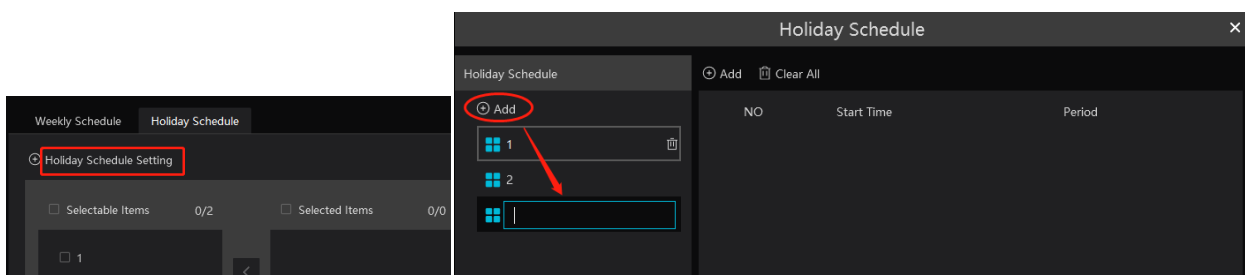 Weekly Schedule Holiday Schedule
Holiday Schedule Setting
Selectable Items 0/2 Selected Items 0/0
1
Holiday Schedule
Holiday Schedule
Add
1
2
Add Clear All
NO Start Time Period